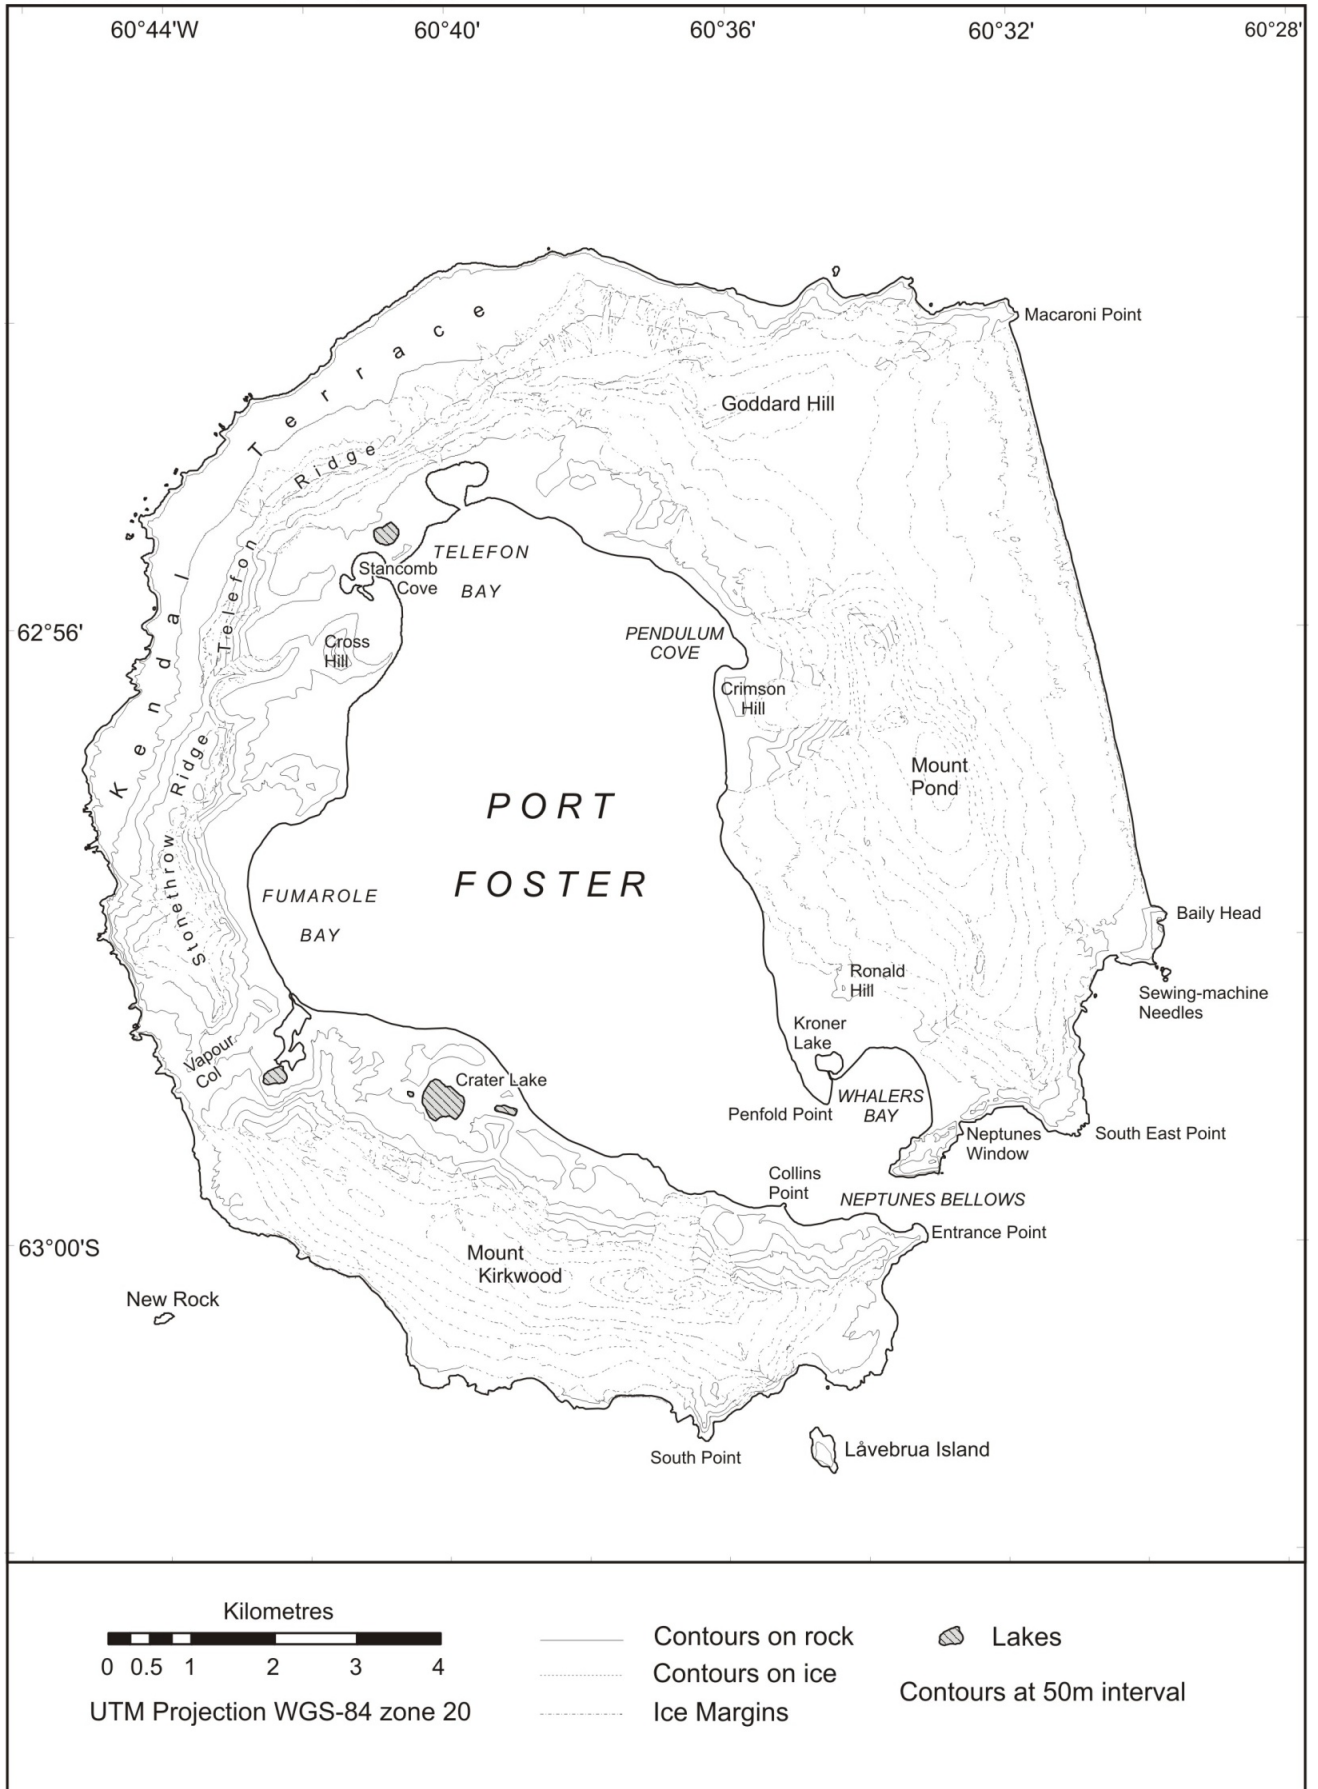 60°44'W 60°40' 60°36' 60°32' 60°28'
Macaroni Point
Kendall Terrace
Goddard Hill
Telefon Ridge
TELEFON
BAY
Stancomb
Cove
62°56'
PENDULUM
COVE
Cross
Hill
Crimson
Hill
Stonethrow Ridge
Mount
Pond
PORT
FOSTER
FUMAROLE
BAY
Baily Head
Ronald
Hill
Sewing-machine
Needles
Kroner
Lake
Vapour
Col
Crater Lake
WHALERS
BAY
Penfold Point
Neptunes
Window
South East Point
Collins
Point
NEPTUNES BELLOWS
Entrance Point
63°00'S
Mount
Kirkwood
New Rock
South Point
Låvebrua Island
Kilometres
0 0.5 1 2 3 4
UTM Projection WGS-84 zone 20
Contours on rock
Contours on ice
Ice Margins
Lakes
Contours at 50m interval